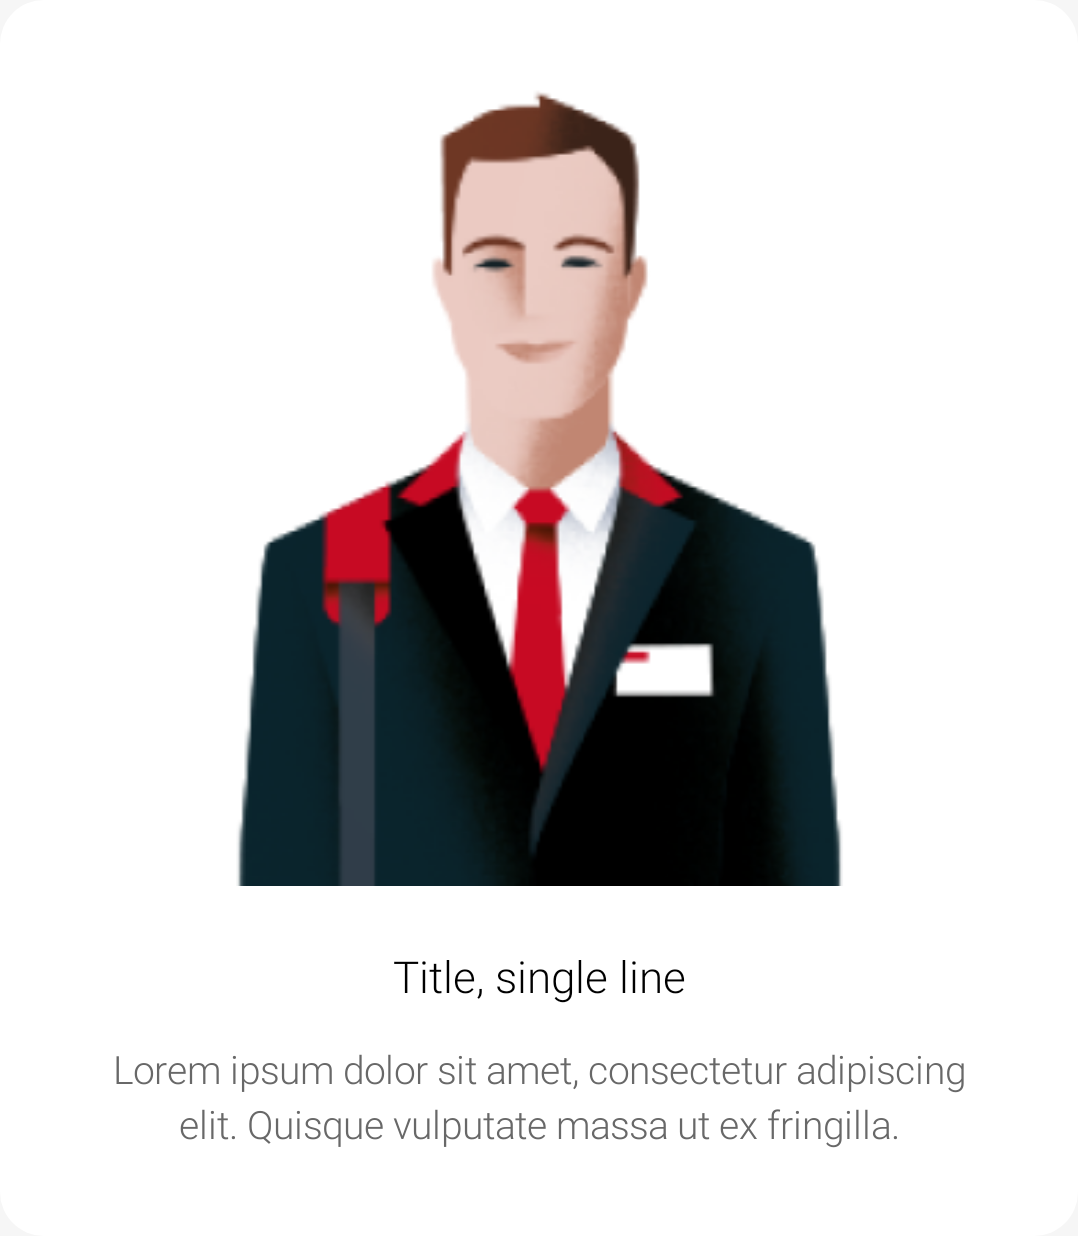 Title, single line
Lorem ipsum dolor sit amet, consectetur adipiscing
elit. Quisque vulputate massa ut ex fringilla.